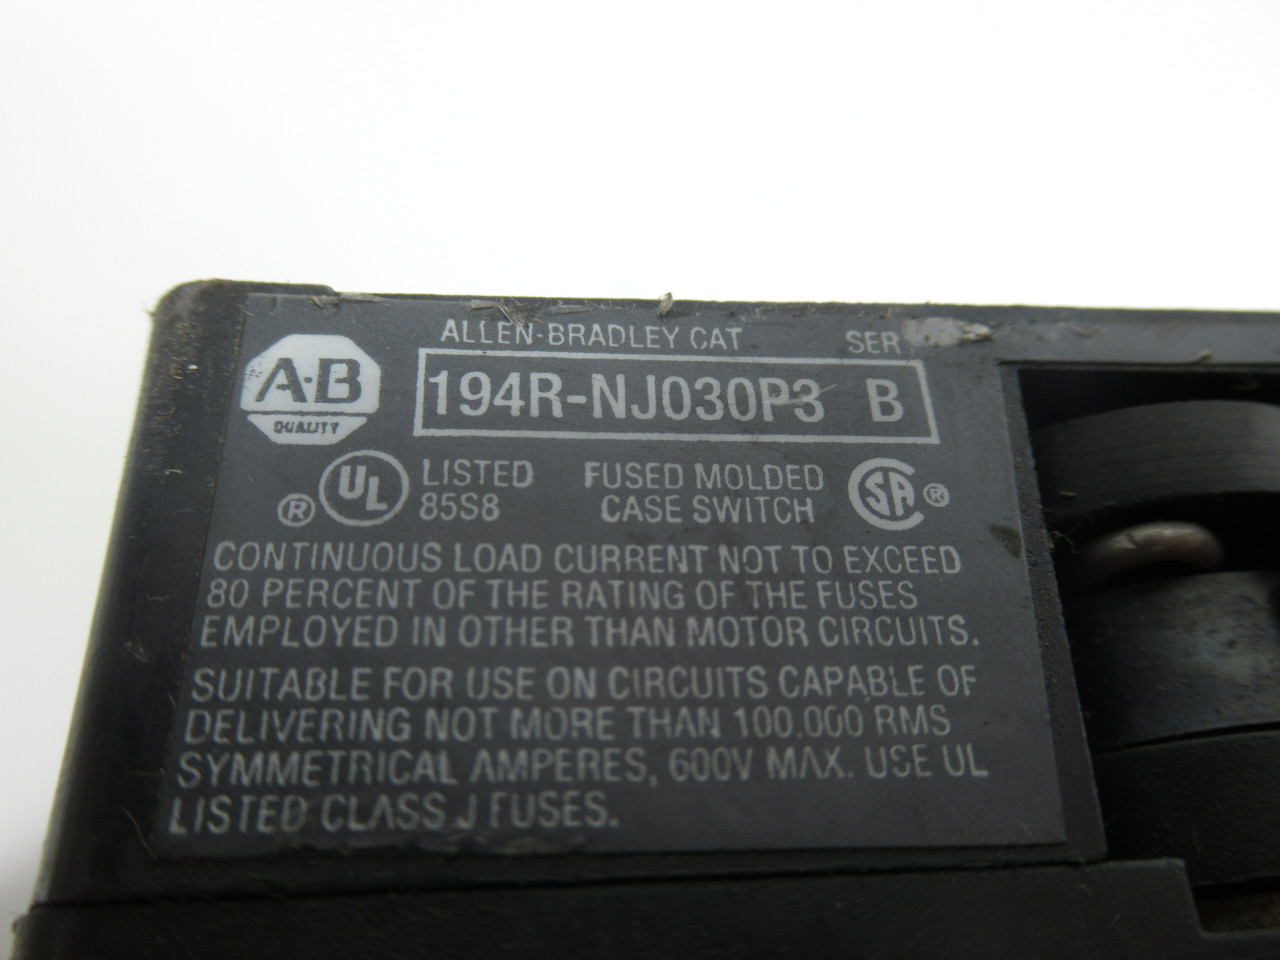 ALLEN-BRADLEY CAT SER
A·B
QUALITY
194R-NJ030P3 B
® UL LISTED
85S8
FUSED MOLDED
CASE SWITCH
SA ®
CONTINUOUS LOAD CURRENT NOT TO EXCEED
80 PERCENT OF THE RATING OF THE FUSES
EMPLOYED IN OTHER THAN MOTOR CIRCUITS.
SUITABLE FOR USE ON CIRCUITS CAPABLE OF
DELIVERING NOT MORE THAN 100.000 RMS
SYMMETRICAL AMPERES, 600V MAX. USE UL
LISTED CLASS J FUSES.